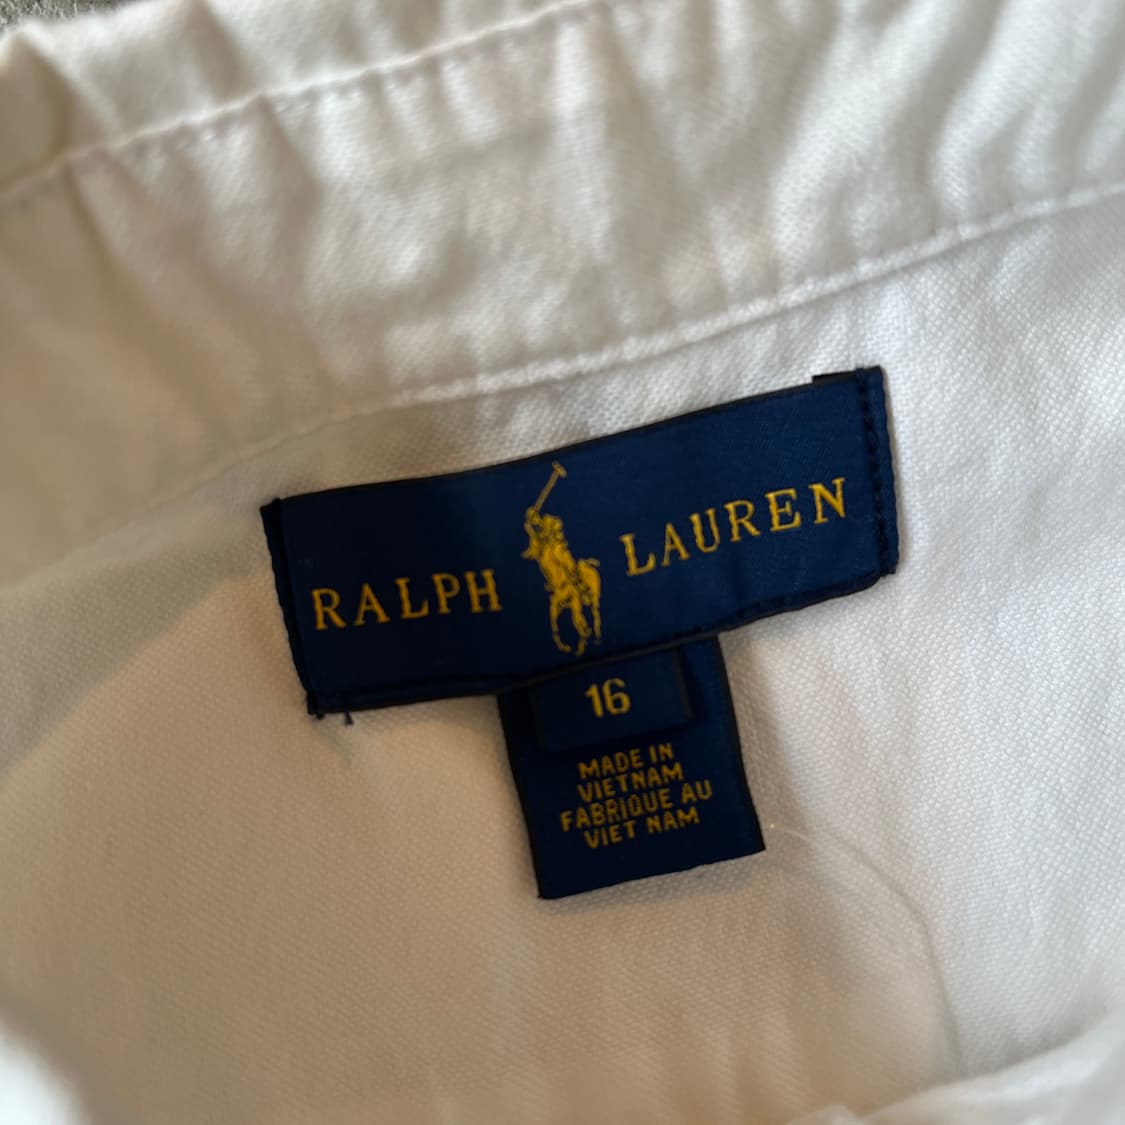 RALPH LAUREN
16
MADE IN
VIETNAM
FABRIQUE AU
VIET NAM